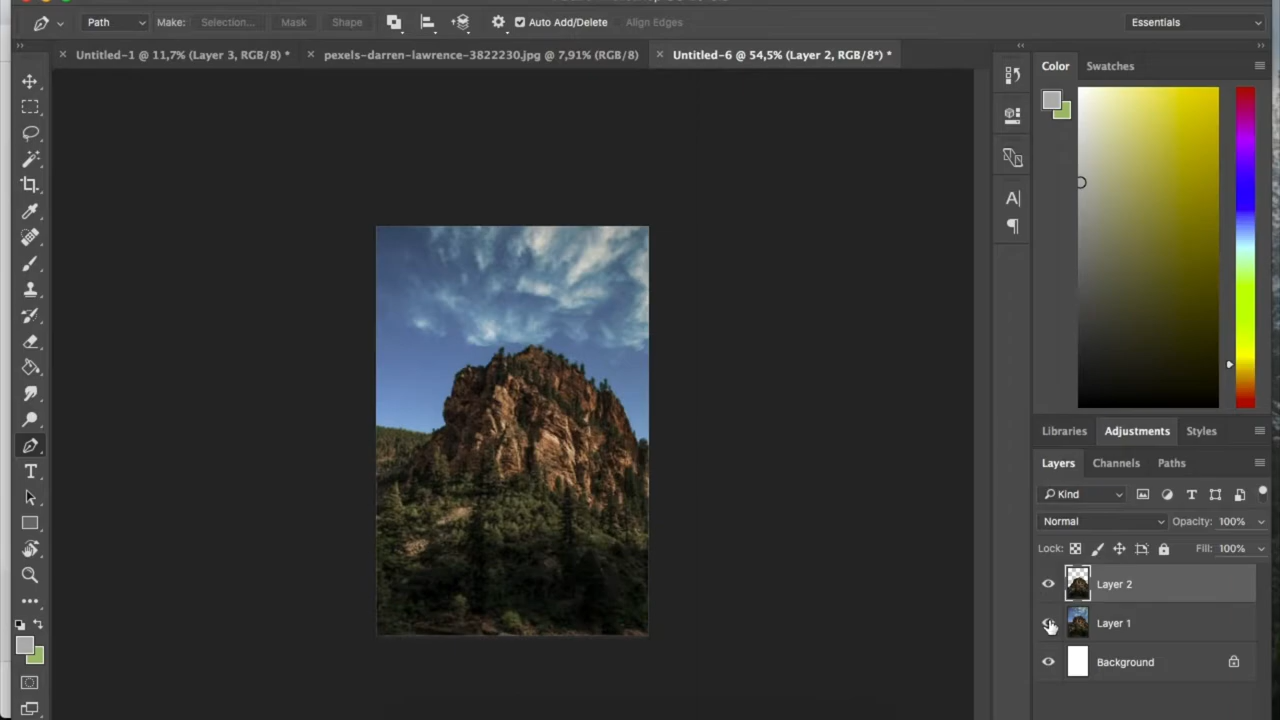 Path Make: Selection... Mask Shape Auto Add/Delete Align Edges Essentials
Untitled-1 @ 11,7% (Layer 3, RGB/8) * pexels-darren-lawrence-3822230.jpg @ 7,91% (RGB/8) Untitled-6 @ 54,5% (Layer 2, RGB/8*) *
Color Swatches
Libraries Adjustments Styles
Layers Channels Paths
Kind
Normal Opacity: 100%
Lock: Fill: 100%
Layer 2
Layer 1
Background